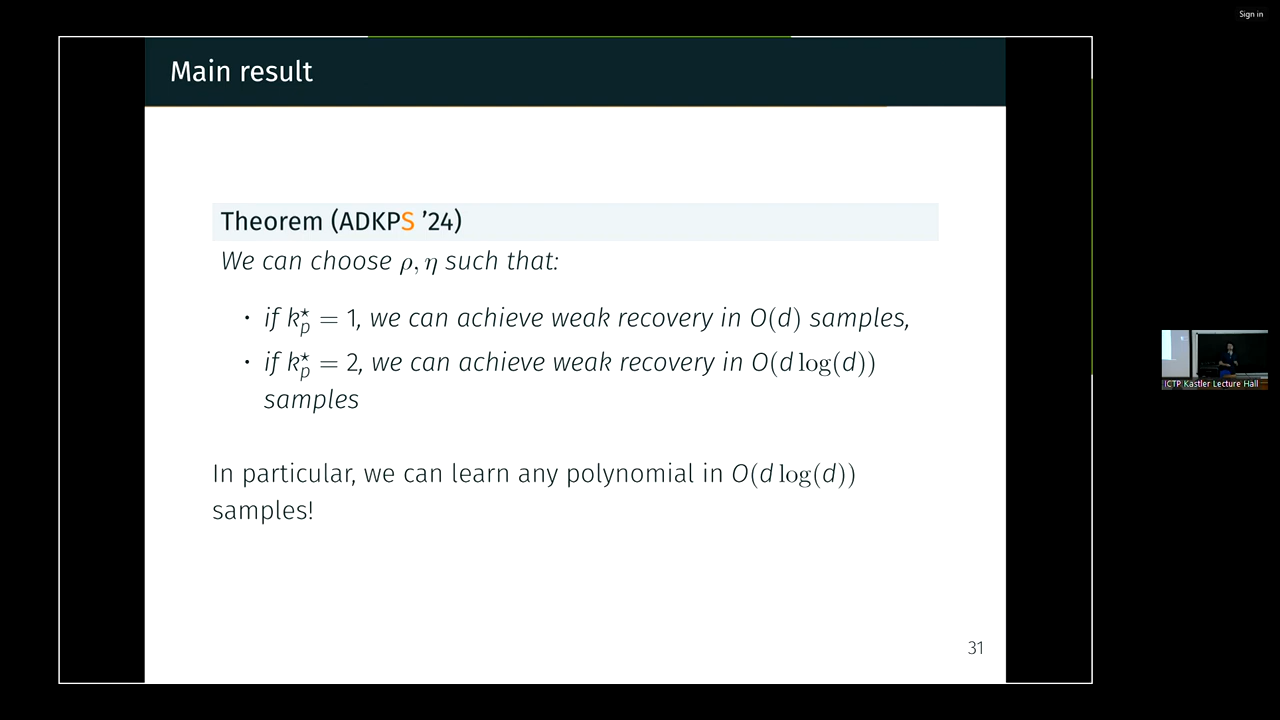 Sign in
Main result
Theorem (ADKPS ’24)
We can choose ρ, η such that:
· if k⋆p = 1, we can achieve weak recovery in O(d) samples,
· if k⋆p = 2, we can achieve weak recovery in O(d log(d))
samples
In particular, we can learn any polynomial in O(d log(d))
samples!
31
ICTP Kastler Lecture Hall